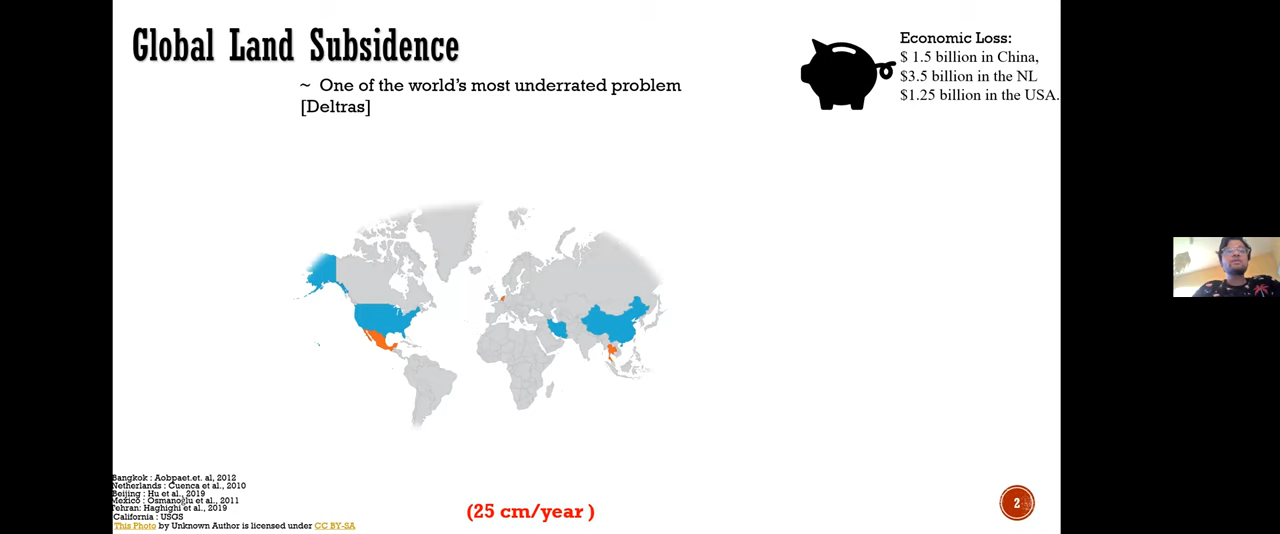 Global Land Subsidence
~ One of the world's most underrated problem
[Deltras]
Economic Loss:
$ 1.5 billion in China,
$3.5 billion in the NL
$1.25 billion in the USA.
Bangkok : Aobpaet.et. al, 2012
Netherlands : Cuenca et al., 2010
Beijing : Hu et al., 2019
Mexico : Osmanoğlu et al., 2011
Tehran: Haghighi et al., 2019
California : USGS
This Photo by Unknown Author is licensed under CC BY-SA
(25 cm/year )
2